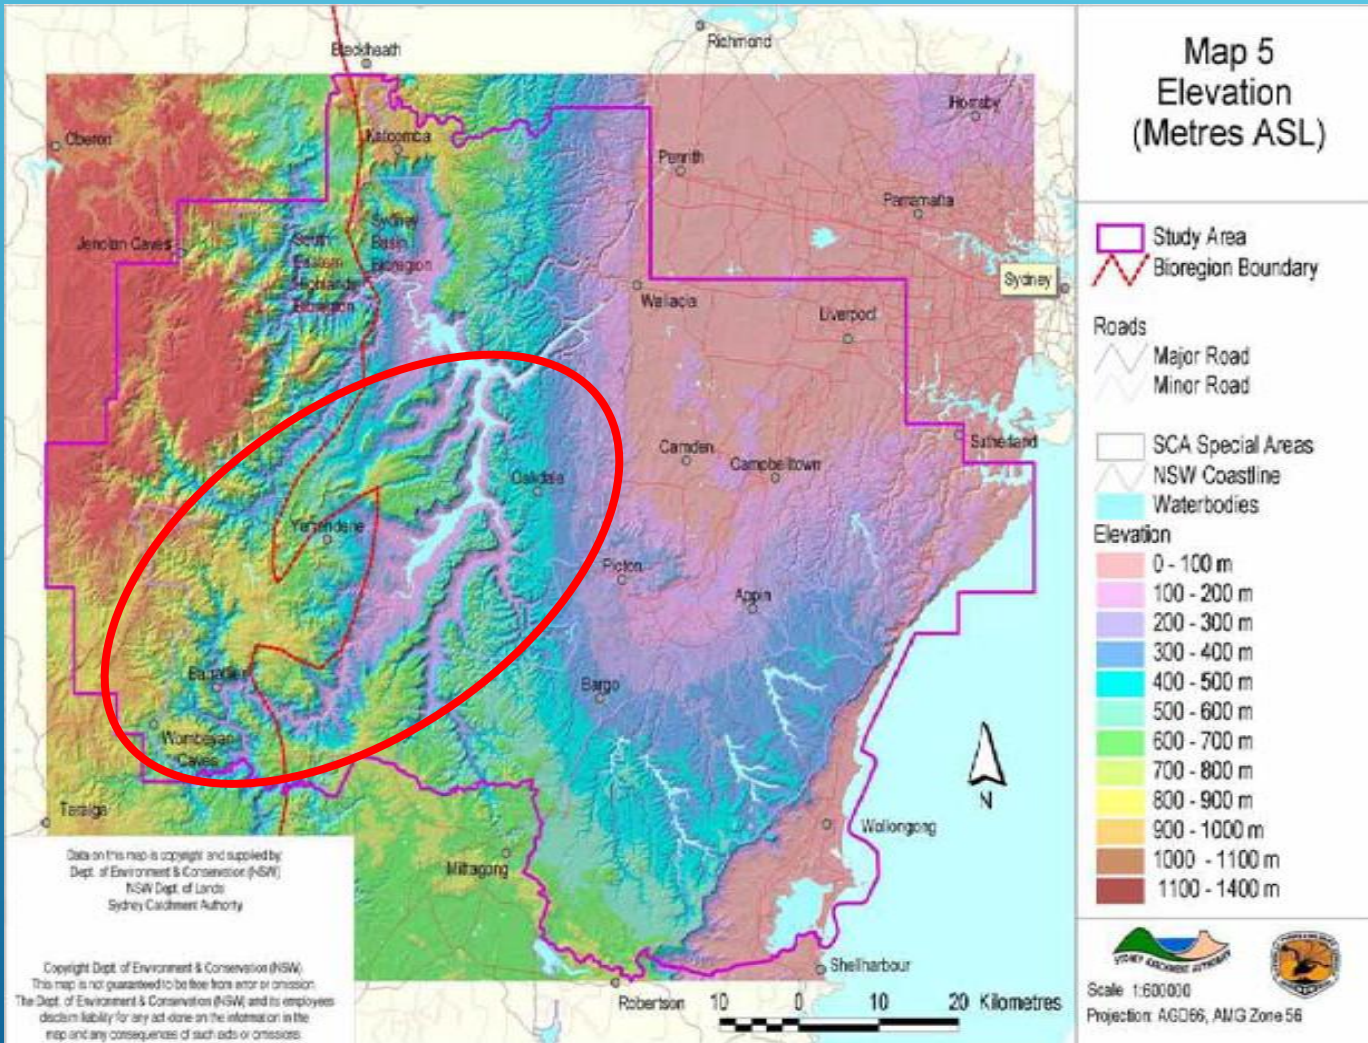 Map 5
Elevation
(Metres ASL)
Study Area
Bioregion Boundary
Roads
Major Road
Minor Road
SCA Special Areas
NSW Coastline
Waterbodies
Elevation
0 - 100 m
100 - 200 m
200 - 300 m
300 - 400 m
400 - 500 m
500 - 600 m
600 - 700 m
700 - 800 m
800 - 900 m
900 - 1000 m
1000 - 1100 m
1100 - 1400 m
SYDNEY CATCHMENT AUTHORITY
Scale 1:600000
Projection: AGD66, AMG Zone 56
Richmond
Blackheath
Hornsby
Oberon
Katoomba
Penrith
Parramatta
Jenolan Caves
South
Eastern
Highlands
Bioregion
Sydney
Basin
Bioregion
Sydney
Wallacia
Liverpool
Sutherland
Camden
Campbelltown
Oakdale
Yerranderie
Picton
Appin
Bargo
Wombeyan
Caves
Taralga
Mittagong
Wollongong
N
Shellharbour
Robertson
10 0 10 20 Kilometres
Data on this map is copyright and supplied by:
Dept. of Environment & Conservation (NSW)
NSW Dept. of Lands
Sydney Catchment Authority
Copyright Dept. of Environment & Conservation (NSW).
This map is not guaranteed to be free from error or omission.
The Dept. of Environment & Conservation (NSW) and its employees
disclaim liability for any act done on the information in the
map and any consequences of such acts or omissions.